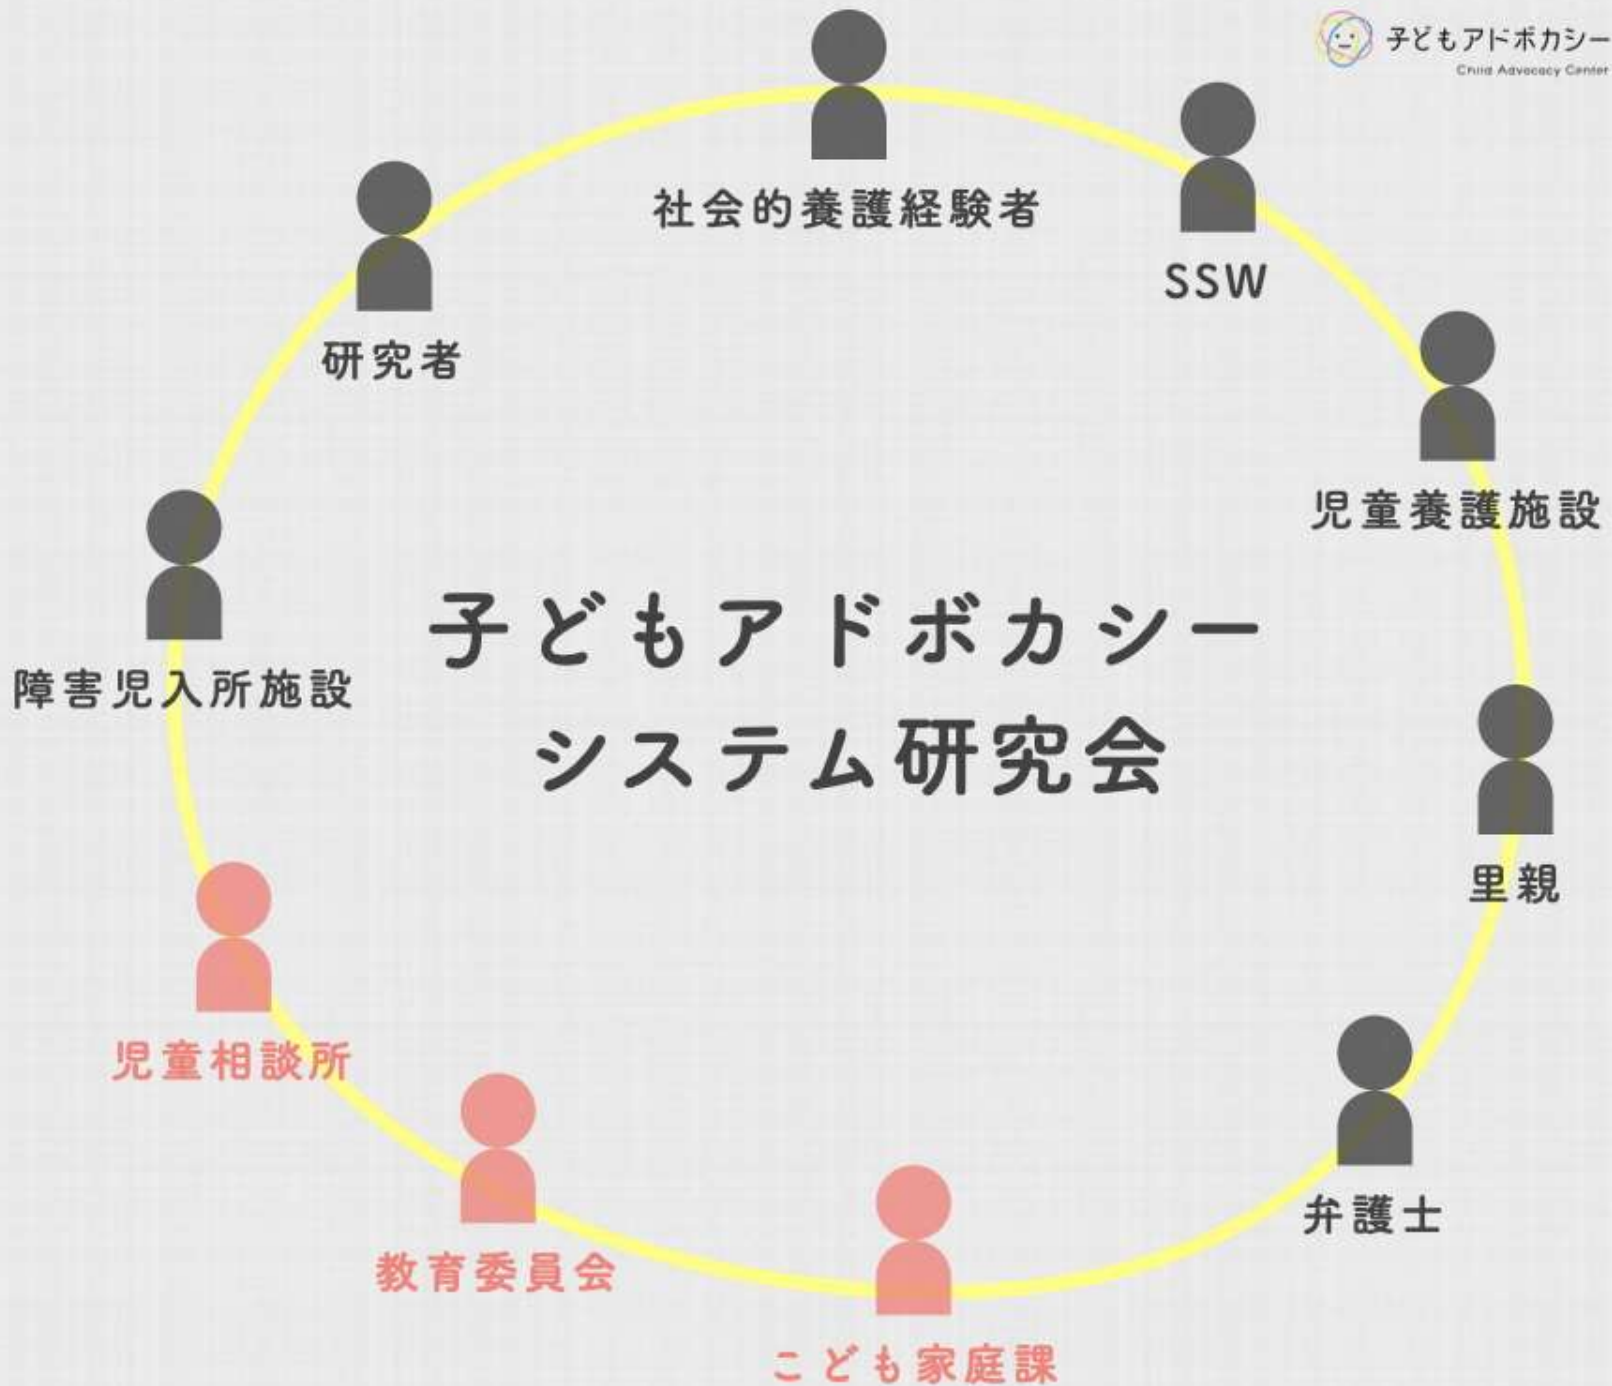 子どもアドボカシー
Child Advocacy Center
社会的養護経験者
SSW
研究者
児童養護施設
障害児入所施設
子どもアドボカシー
システム研究会
里親
児童相談所
弁護士
教育委員会
こども家庭課